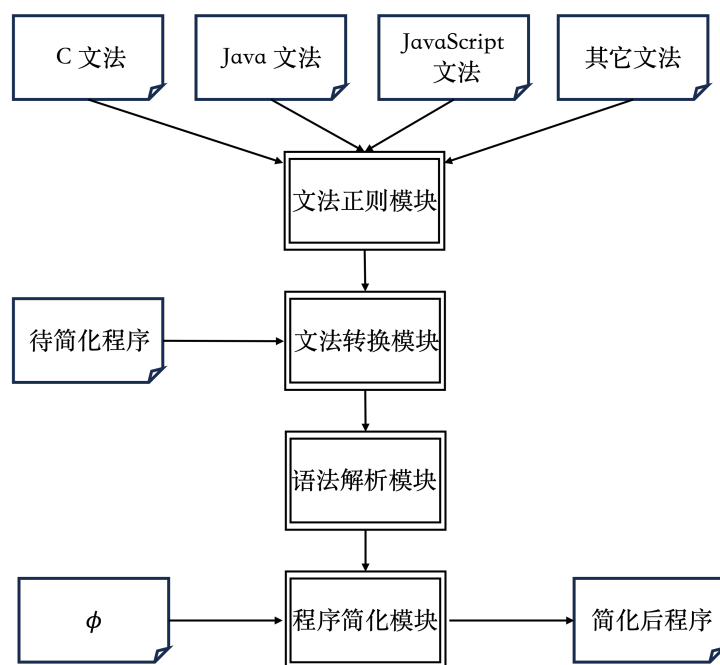 C 文法
Java 文法
JavaScript
文法
其它文法
文法正则模块
待简化程序
文法转换模块
语法解析模块
ϕ
程序简化模块
简化后程序